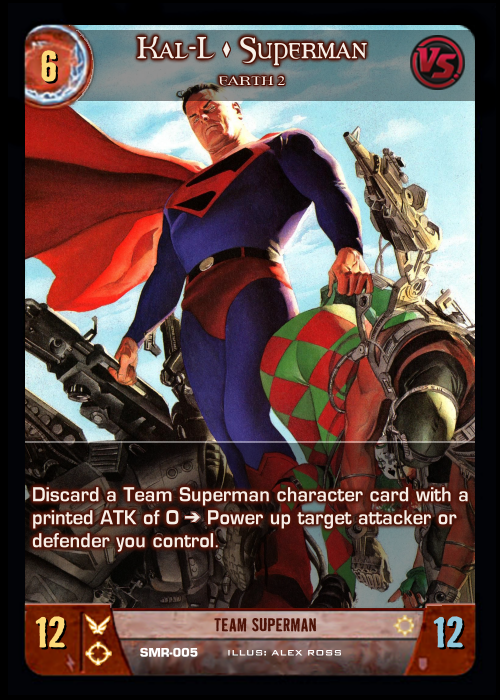 6
Kal-L ♦ Superman
VS
Earth 2
Discard a Team Superman character card with a
printed ATK of 0 ➔ Power up target attacker or
defender you control.
12
TEAM SUPERMAN
12
SMR-005 ILLUS: ALEX ROSS